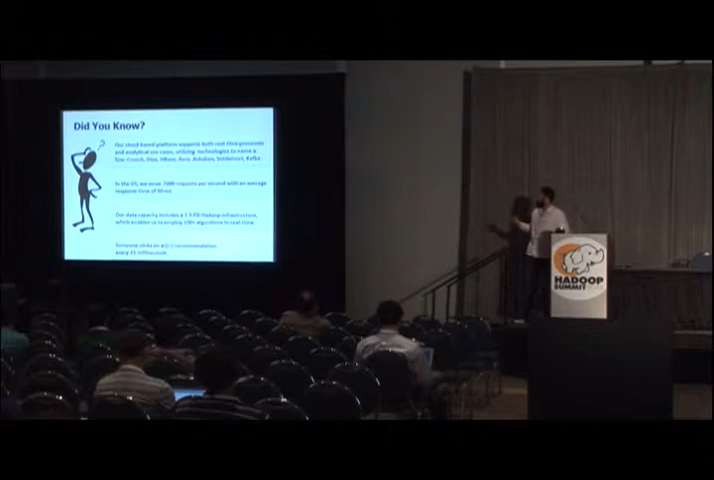 Did You Know?
Our cloud based platform supports both real-time processes
and analytical use cases, utilizing technologies to name a
few: Crunch, Hive, HBase, Avro, Azkaban, Voldemort, Kafka
In the US, we serve requests per second with an average
response time of
Our data capacity includes a 1.5 PB Hadoop infrastructure,
which enables us to employ 100+ algorithms in real-time
Someone clicks on a recommendation
every milliseconds
HADOOP
SUMMIT